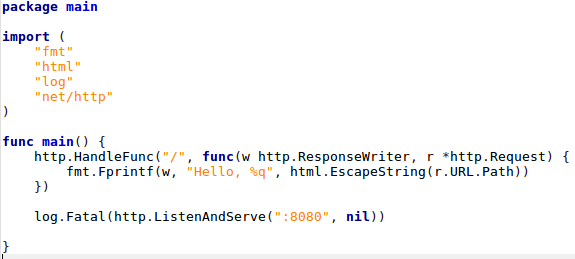 package main

import (
    "fmt"
    "html"
    "log"
    "net/http"
)

func main() {
    http.HandleFunc("/", func(w http.ResponseWriter, r *http.Request) {
        fmt.Fprintf(w, "Hello, %q", html.EscapeString(r.URL.Path))
    })

    log.Fatal(http.ListenAndServe(":8080", nil))

}